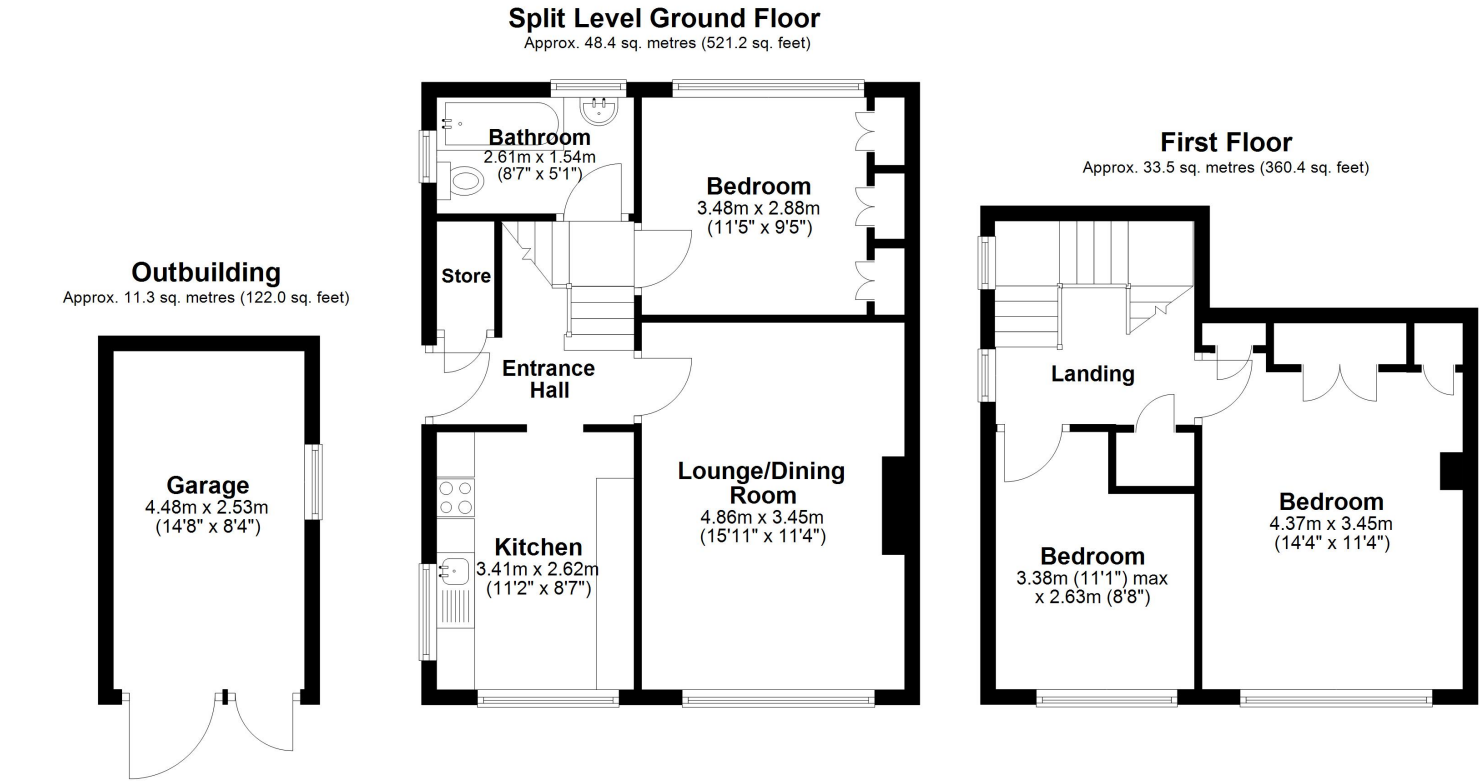 Split Level Ground Floor
Approx. 48.4 sq. metres (521.2 sq. feet)
Bathroom
2.61m x 1.54m
(8'7" x 5'1")
Bedroom
3.48m x 2.88m
(11'5" x 9'5")
Store
Entrance
Hall
Lounge/Dining
Room
4.86m x 3.45m
(15'11" x 11'4")
Kitchen
3.41m x 2.62m
(11'2" x 8'7")
First Floor
Approx. 33.5 sq. metres (360.4 sq. feet)
Landing
Bedroom
4.37m x 3.45m
(14'4" x 11'4")
Bedroom
3.38m (11'1") max
x 2.63m (8'8")
Outbuilding
Approx. 11.3 sq. metres (122.0 sq. feet)
Garage
4.48m x 2.53m
(14'8" x 8'4")